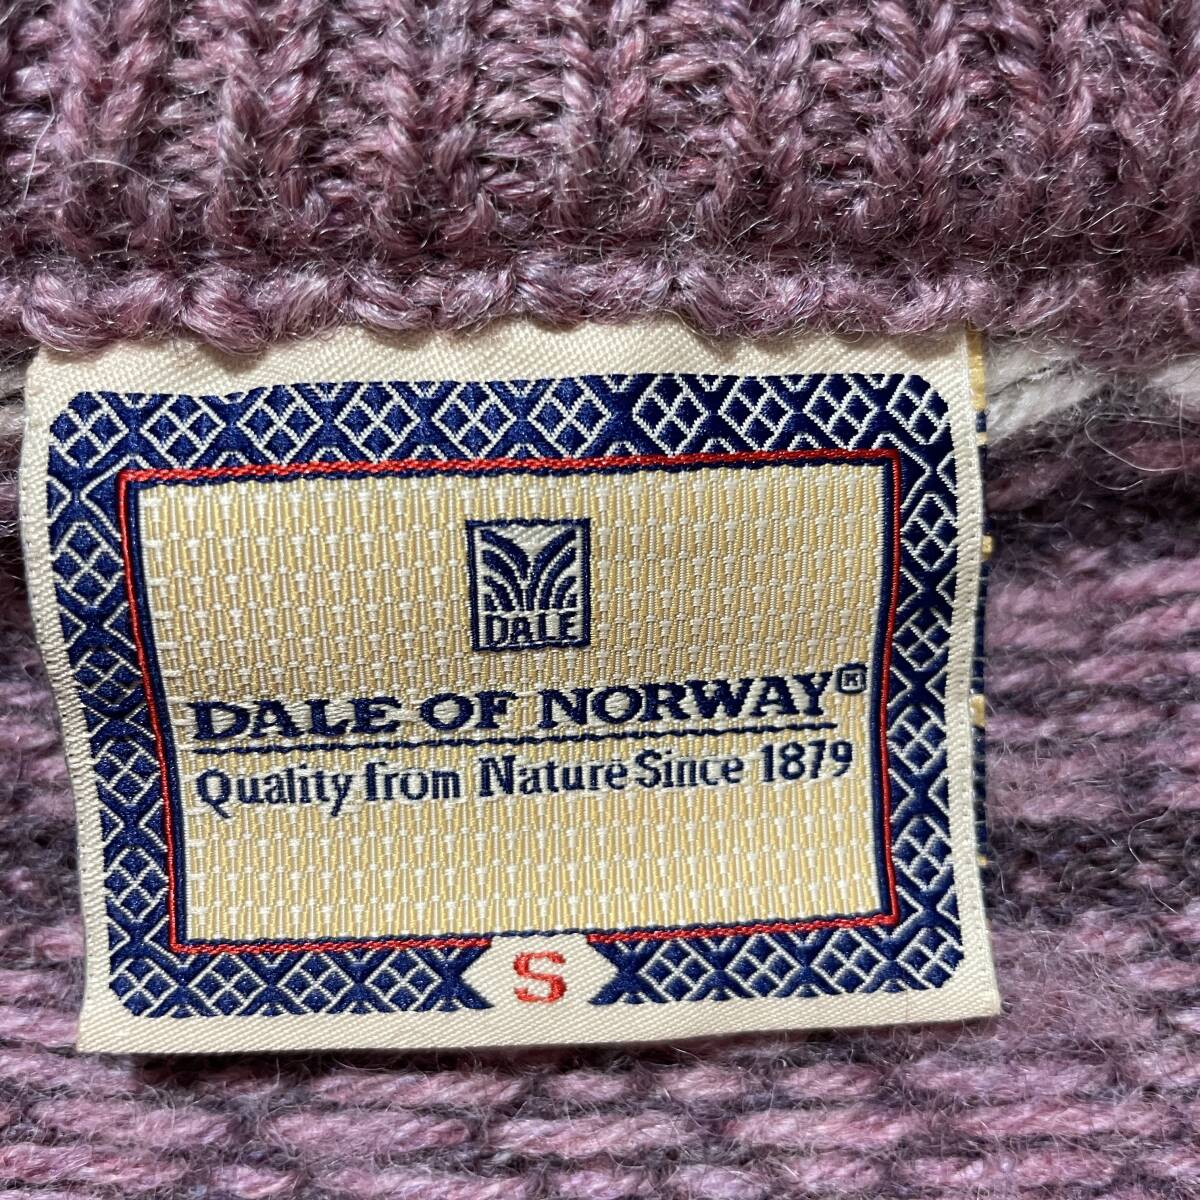 DALE
DALE OF NORWAY®
Quality from Nature Since 1879
S